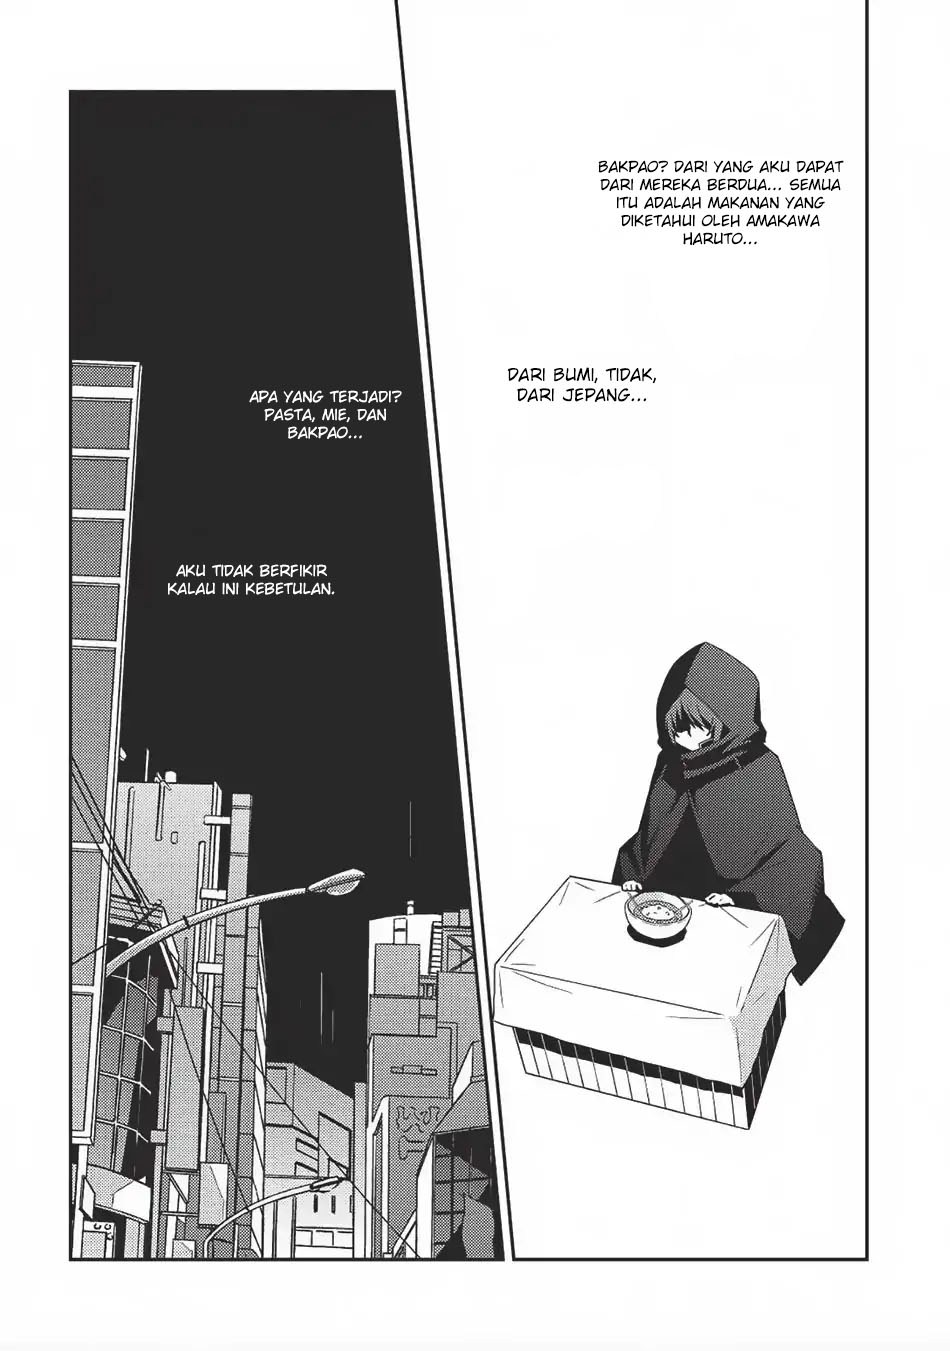 BAKPAO? DARI YANG AKU DAPAT
DARI MEREKA BERDUA... SEMUA
ITU ADALAH MAKANAN YANG
DIKETAHUI OLEH AMAKAWA
HARUTO...
DARI BUMI, TIDAK,
DARI JEPANG...
APA YANG TERJADI?
PASTA, MIE, DAN
BAKPAO...
AKU TIDAK BERFIKIR
KALAU INI KEBETULAN.